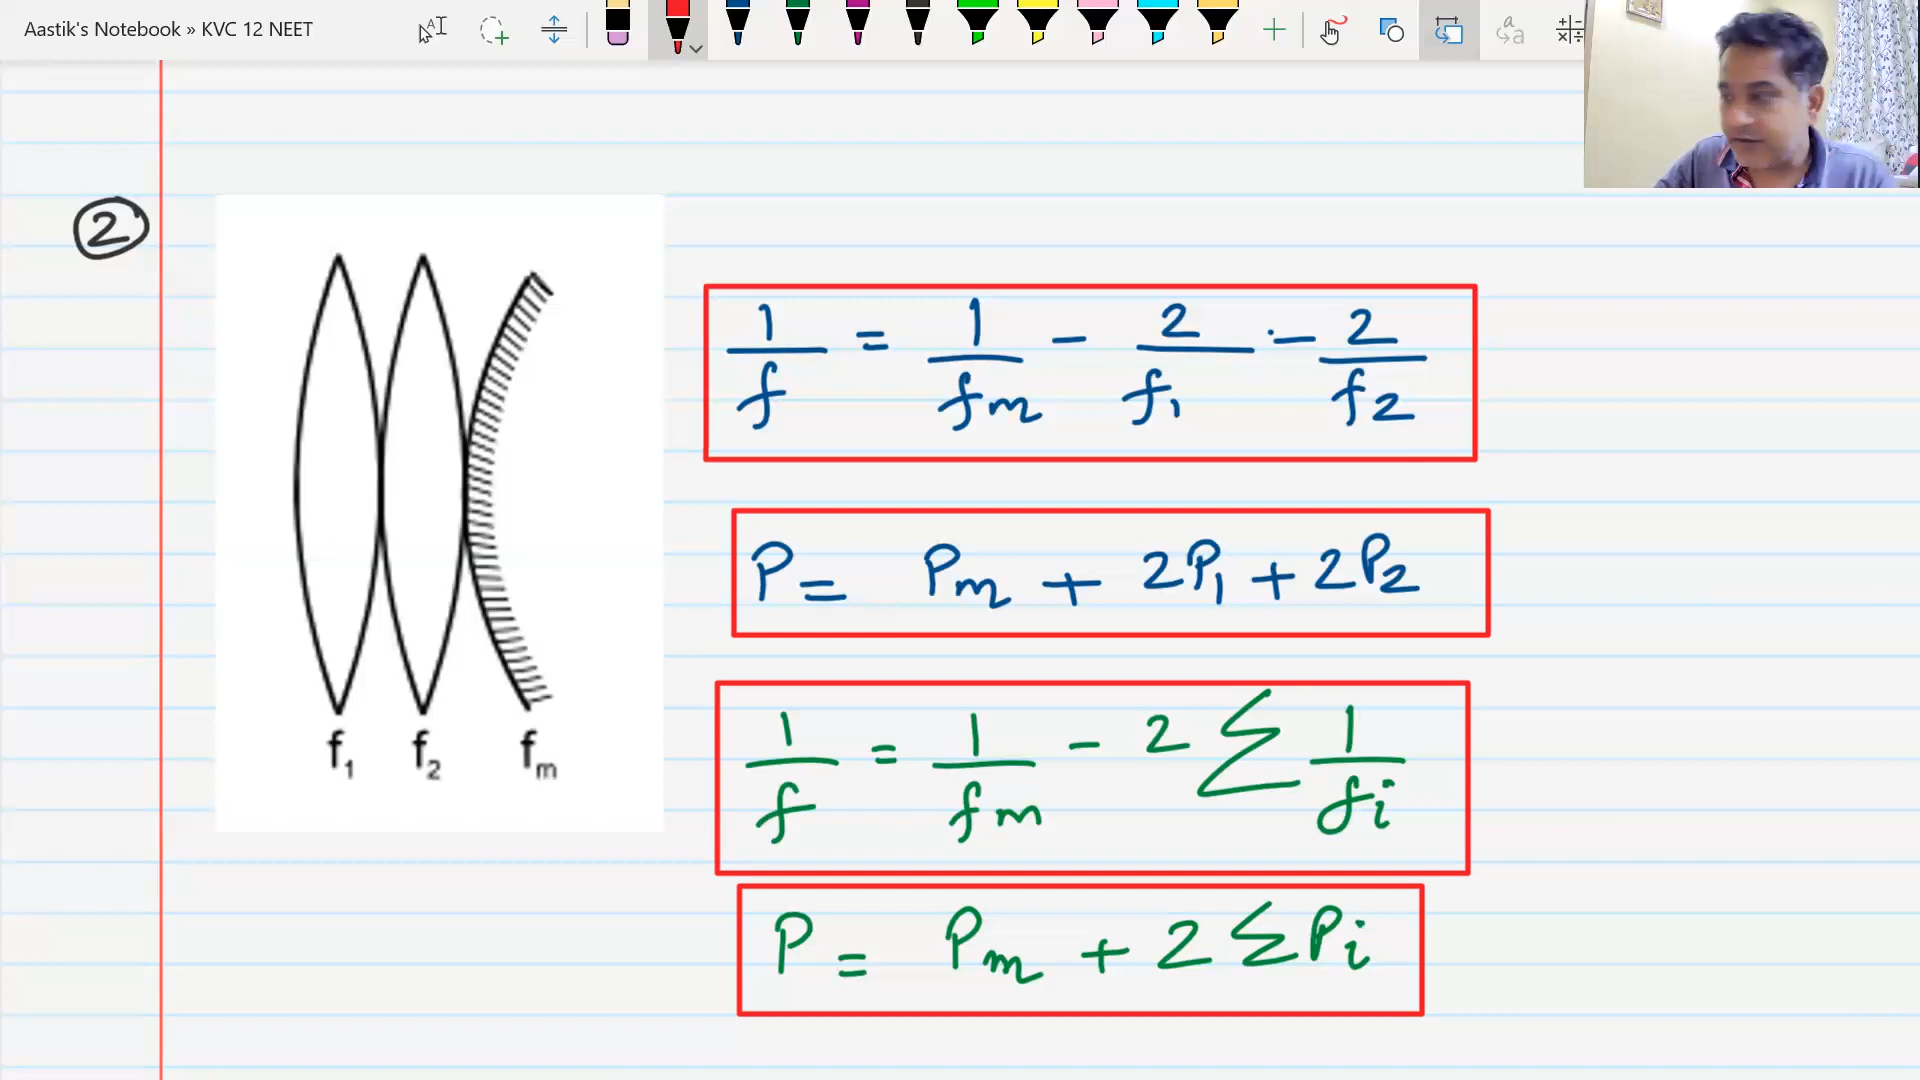 Aastik's Notebook » KVC 12 NEET
2
1/f = 1/fm - 2/f1 - 2/f2
P = Pm + 2P1 + 2P2
1/f = 1/fm - 2 Σ 1/fi
P = Pm + 2 ΣPi
f1 f2 fm